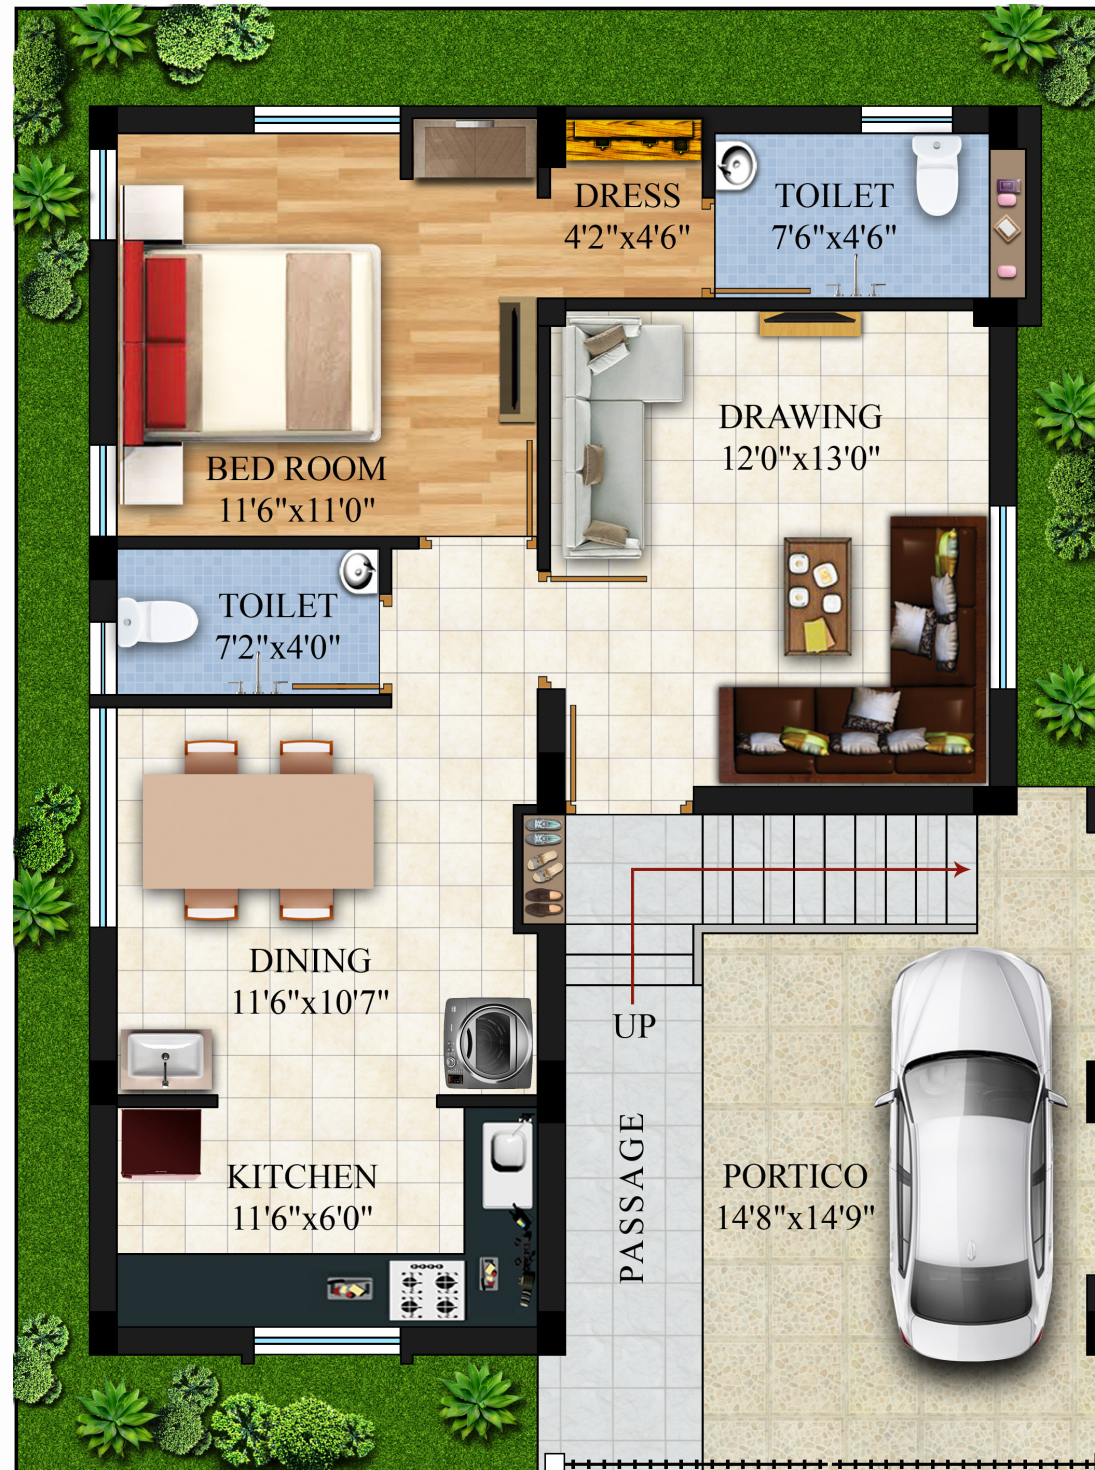 DRESS
4'2"x4'6"
TOILET
7'6"x4'6"
DRAWING
12'0"x13'0"
BED ROOM
11'6"x11'0"
TOILET
7'2"x4'0"
DINING
11'6"x10'7"
UP
KITCHEN
11'6"x6'0"
PASSAGE
PORTICO
14'8"x14'9"